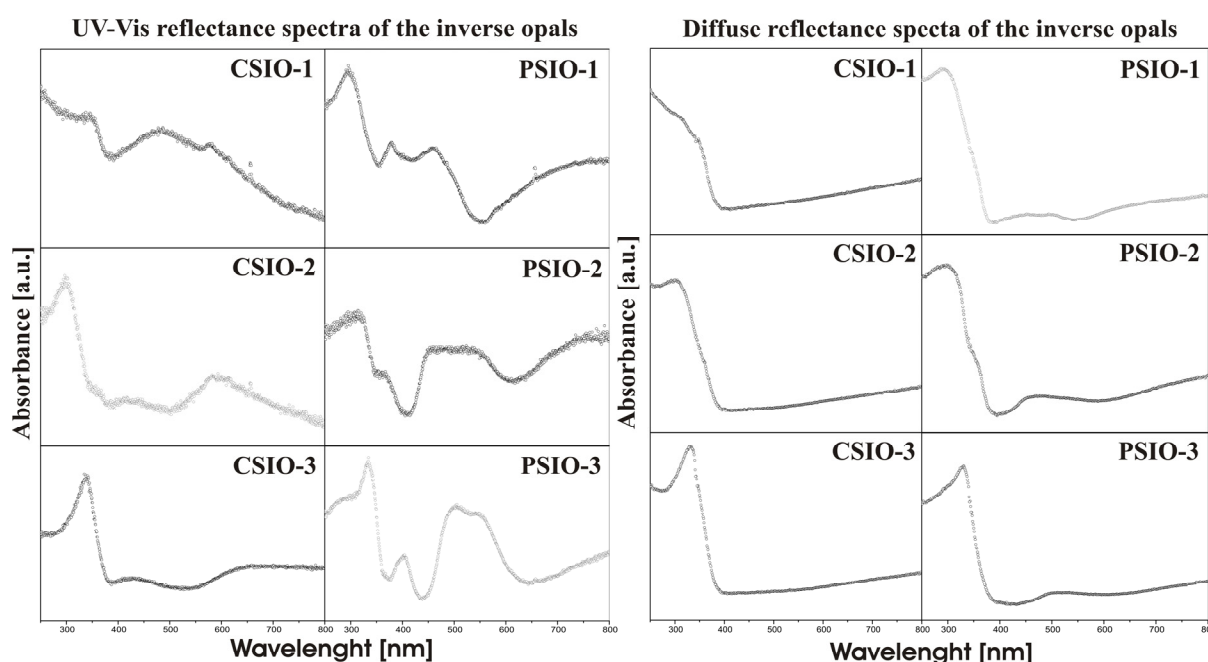 UV-Vis reflectance spectra of the inverse opals
CSIO-1 PSIO-1
CSIO-2 PSIO-2
CSIO-3 PSIO-3
Absorbance [a.u.]
300 400 500 600 700 800 300 400 500 600 700 800
Wavelenght [nm]
Diffuse reflectance specta of the inverse opals
CSIO-1 PSIO-1
CSIO-2 PSIO-2
CSIO-3 PSIO-3
Absorbance [a.u.]
300 400 500 600 700 800 300 400 500 600 700 800
Wavelenght [nm]